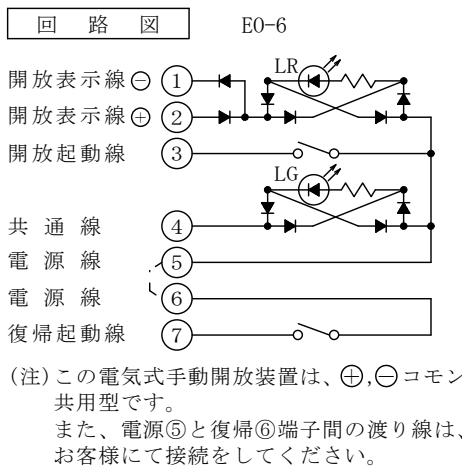 回路図 EO-6
LR
開放表示線⊖ ①
開放表示線⊕ ②
開放起動線 ③
LG
共通線 ④
電源線 ⑤
電源線 ⑥
復帰起動線 ⑦
(注)この電気式手動開放装置は、⊕,⊖コモン
共用型です。
また、電源⑤と復帰⑥端子間の渡り線は、
お客様にて接続をしてください。